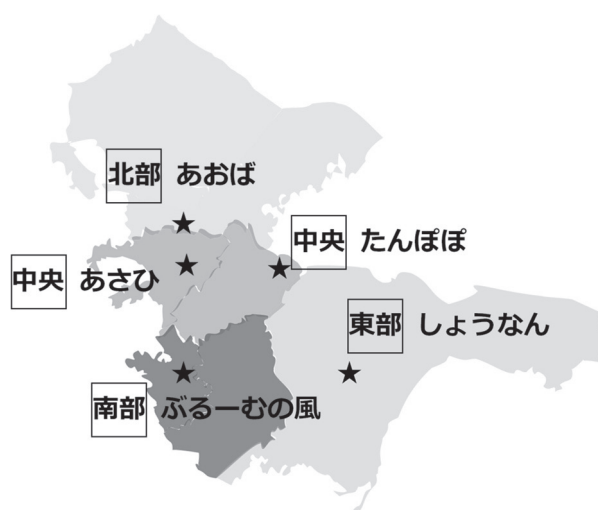 北部 あおば
中央 たんぽぽ
中央 あさひ
東部 しょうなん
南部 ぶるーむの風